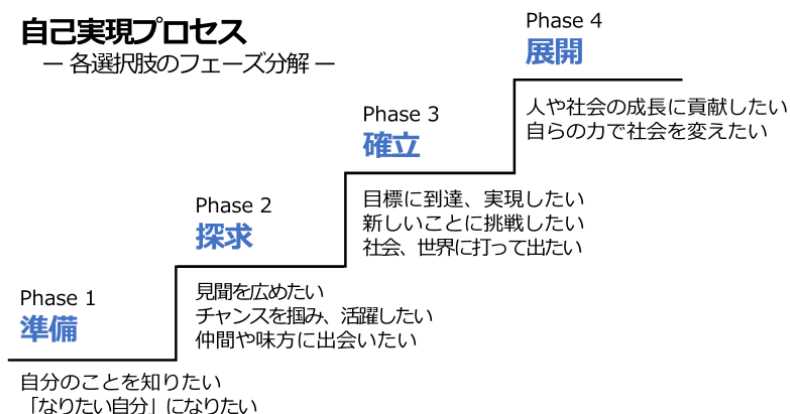 自己実現プロセス
― 各選択肢のフェーズ分解 ―
Phase 1
準備
自分のことを知りたい
「なりたい自分」になりたい
Phase 2
探求
見聞を広めたい
チャンスを掴み、活躍したい
仲間や味方に出会いたい
Phase 3
確立
目標に到達、実現したい
新しいことに挑戦したい
社会、世界に打って出たい
Phase 4
展開
人や社会の成長に貢献したい
自らの力で社会を変えたい